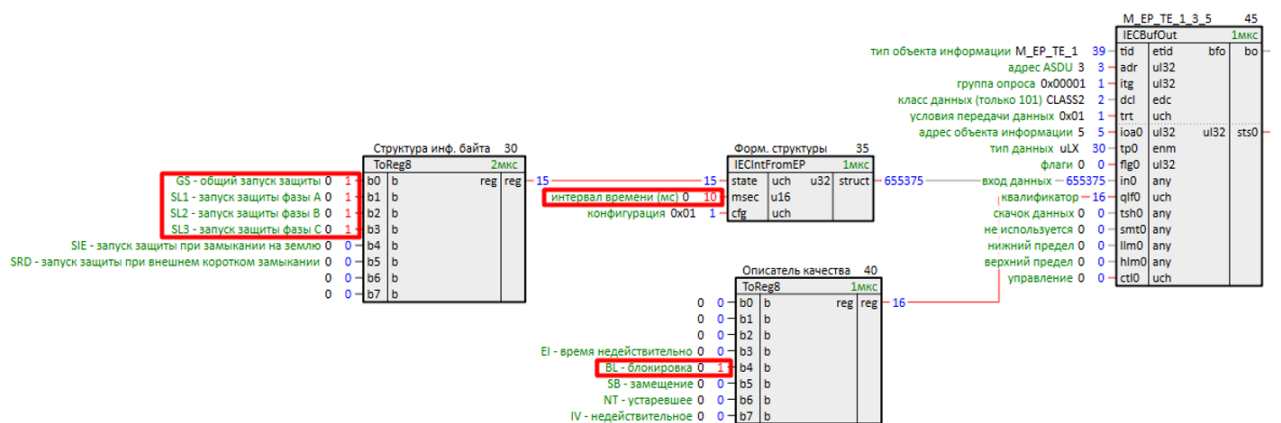 M_EP_TE_1_3_5 45
IECBufOut 1мкс
тип объекта информации M_EP_TE_1 39 tid etid bfo bo
адрес ASDU 3 3 adr ul32
группа опроса 0x00001 1 itg ul32
класс данных (только 101) CLASS2 2 dcl edc
условия передачи данных 0x01 1 trt uch
адрес объекта информации 5 5 ioa0 ul32 ul32 sts0
тип данных uLX 30 tp0 enm
флаги 0 0 flg0 ul32
вход данных 655375 in0 any
квалификатор 16 qlf0 uch
скачок данных 0 0 tsh0 any
не используется 0 0 smt0 any
нижний предел 0 0 llm0 any
верхний предел 0 0 hlm0 any
управление 0 0 ctl0 uch
Структура инф. байта 30
ToReg8 2мкс
GS - общий запуск защиты 0 1 b0 b reg reg 15
SL1 - запуск защиты фазы A 0 1 b1 b
SL2 - запуск защиты фазы B 0 1 b2 b
SL3 - запуск защиты фазы C 0 1 b3 b
SIE - запуск защиты при замыкании на землю 0 0 b4 b
SRD - запуск защиты при внешнем коротком замыкании 0 0 b5 b
0 0 b6 b
0 0 b7 b
Форм. структуры 35
IECIntFromEP 1мкс
15 state uch u32 struct 655375
интервал времени (мс) 0 10 msec u16
конфигурация 0x01 1 cfg uch
Описатель качества 40
ToReg8 1мкс
0 0 b0 b reg reg 16
0 0 b1 b
0 0 b2 b
EI - время недействительно 0 0 b3 b
BL - блокировка 0 1 b4 b
SB - замещение 0 0 b5 b
NT - устаревшее 0 0 b6 b
IV - недействительное 0 0 b7 b